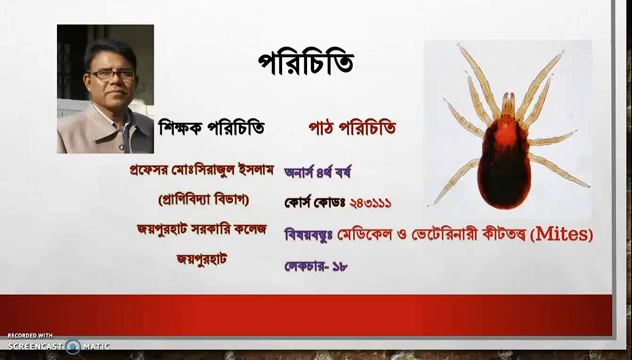 পরিচিতি
শিক্ষক পরিচিতি
প্রফেসর মোঃসিরাজুল ইসলাম
(প্রাণিবিদ্যা বিভাগ)
জয়পুরহাট সরকারি কলেজ
জয়পুরহাট
পাঠ পরিচিতি
অনার্স ৪র্থ বর্ষ
কোর্স কোডঃ ২৪৩১১১
বিষয়বস্তুঃ মেডিকেল ও ভেটেরিনারী কীটতত্ত্ব (Mites)
লেকচার- ১৮
RECORDED WITH
SCREENCAST MATIC